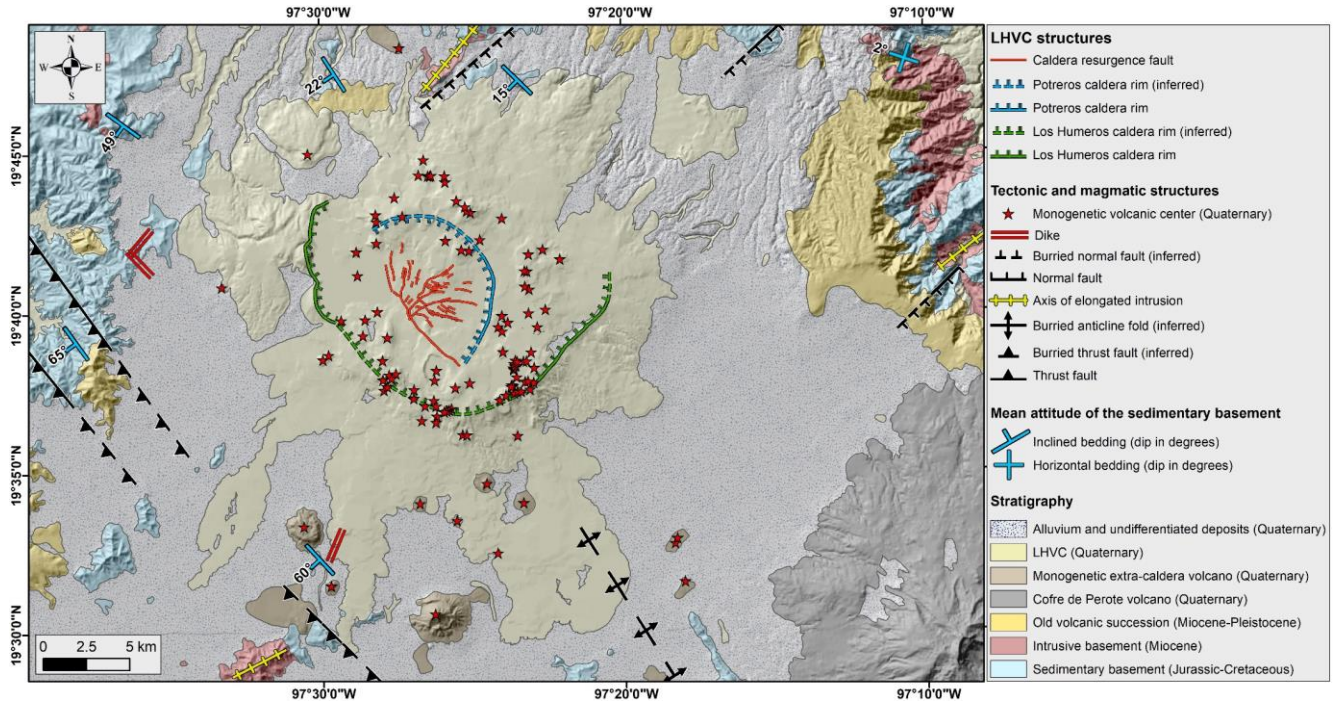 97°30'0"W
97°20'0"W
97°10'0"W
N
W
E
S
22°
15°
2°
49°
65°
60°
19°45'0"N
19°40'0"N
19°35'0"N
19°30'0"N
0 2.5 5 km
97°30'0"W
97°20'0"W
97°10'0"W
LHVC structures
Caldera resurgence fault
Potreros caldera rim (inferred)
Potreros caldera rim
Los Humeros caldera rim (inferred)
Los Humeros caldera rim
Tectonic and magmatic structures
Monogenetic volcanic center (Quaternary)
Dike
Burried normal fault (inferred)
Normal fault
Axis of elongated intrusion
Burried anticline fold (inferred)
Burried thrust fault (inferred)
Thrust fault
Mean attitude of the sedimentary basement
Inclined bedding (dip in degrees)
Horizontal bedding (dip in degrees)
Stratigraphy
Alluvium and undifferentiated deposits (Quaternary)
LHVC (Quaternary)
Monogenetic extra-caldera volcano (Quaternary)
Cofre de Perote volcano (Quaternary)
Old volcanic succession (Miocene-Pleistocene)
Intrusive basement (Miocene)
Sedimentary basement (Jurassic-Cretaceous)